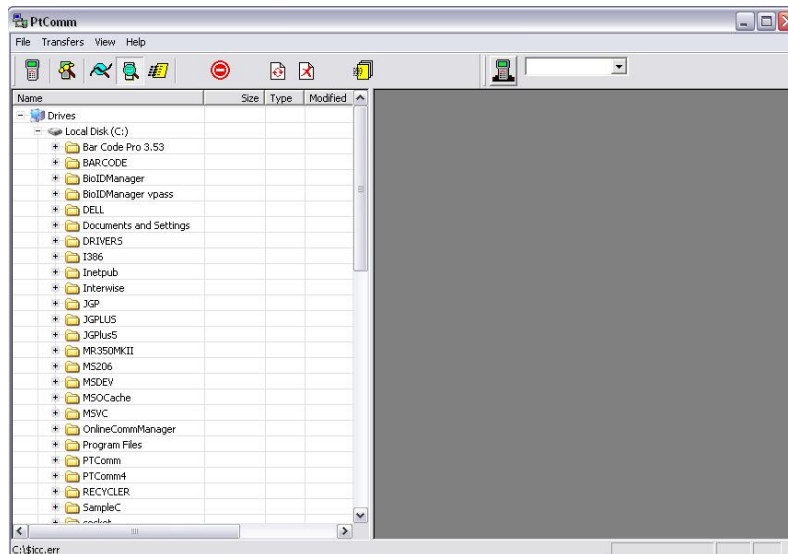 PtComm
File Transfers View Help
Name Size Type Modified
Drives
Local Disk (C:)
Bar Code Pro 3.53
BARCODE
BioIDManager
BioIDManager vpass
DELL
Documents and Settings
DRIVERS
I386
Inetpub
Interwise
JGP
JGPLUS
JGPlus5
MR350MKII
MS206
MSDEV
MSOCache
MSVC
OnlineCommManager
Program Files
PTComm
PTComm4
RECYCLER
SampleC
socket
C:\$jcc.err